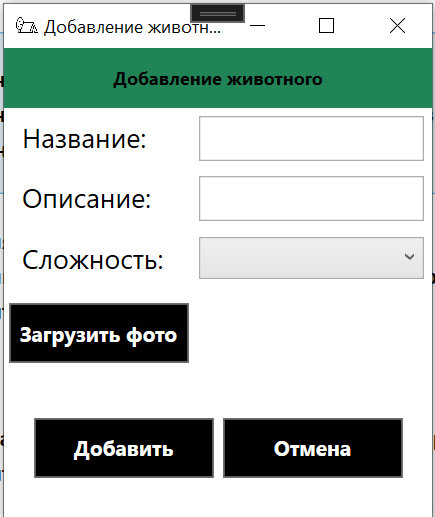 Добавление животн...
Добавление животного
Название:
Описание:
Сложность:
Загрузить фото
Добавить
Отмена